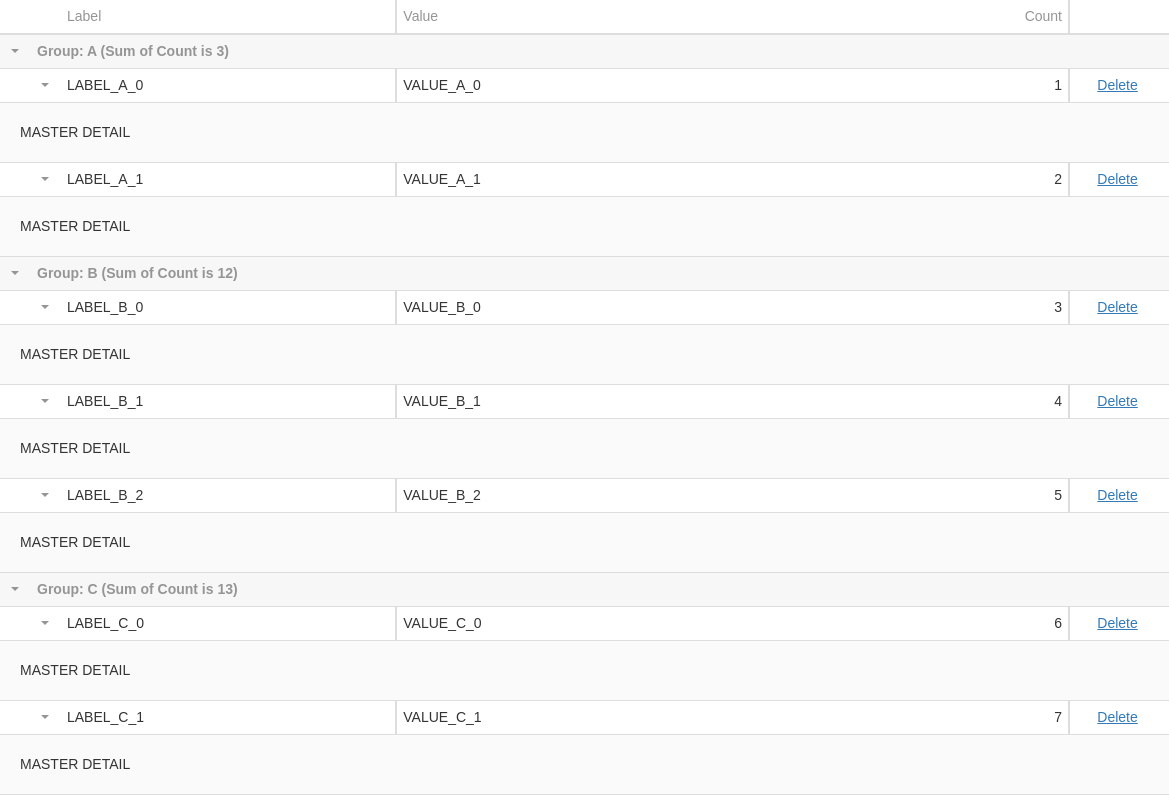 Label Value Count
Group: A (Sum of Count is 3)
LABEL_A_0 VALUE_A_0 1 Delete
MASTER DETAIL
LABEL_A_1 VALUE_A_1 2 Delete
MASTER DETAIL
Group: B (Sum of Count is 12)
LABEL_B_0 VALUE_B_0 3 Delete
MASTER DETAIL
LABEL_B_1 VALUE_B_1 4 Delete
MASTER DETAIL
LABEL_B_2 VALUE_B_2 5 Delete
MASTER DETAIL
Group: C (Sum of Count is 13)
LABEL_C_0 VALUE_C_0 6 Delete
MASTER DETAIL
LABEL_C_1 VALUE_C_1 7 Delete
MASTER DETAIL